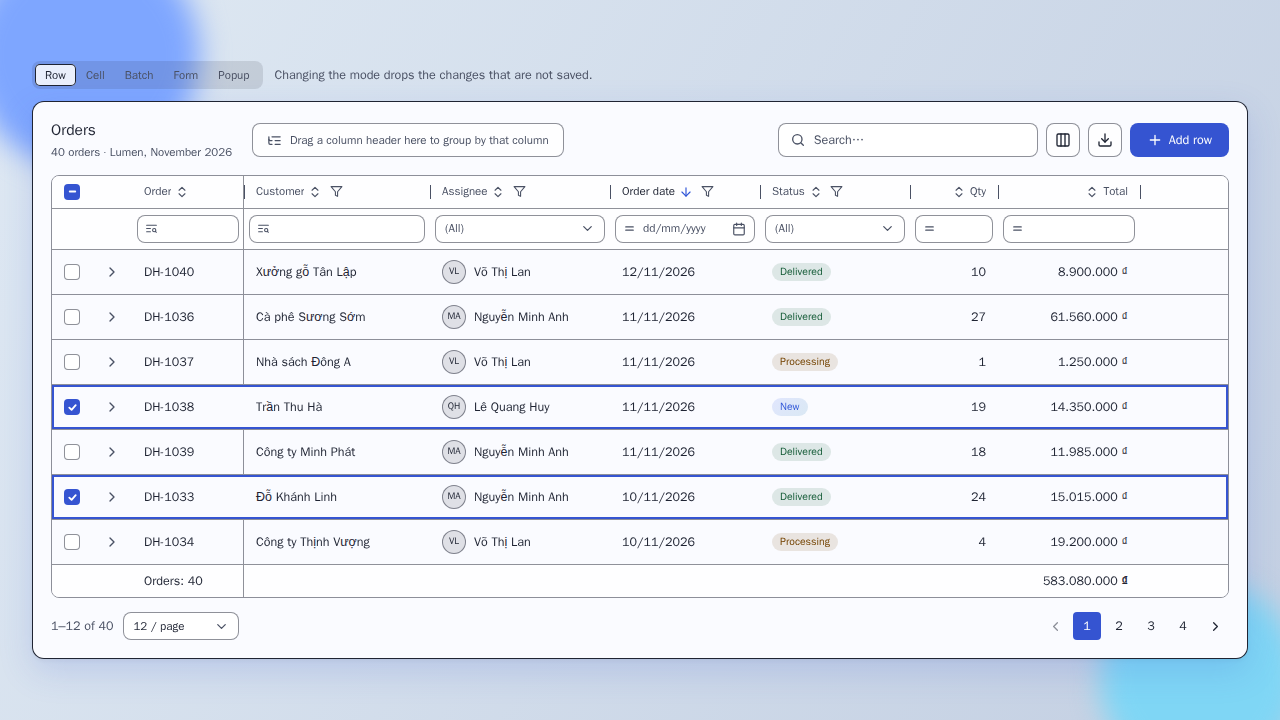 Row Cell Batch Form Popup Changing the mode drops the changes that are not saved.
Orders
40 orders · Lumen, November 2026
Drag a column header here to group by that column
Search···
Add row
Order Customer Assignee Order date Status Qty Total
(All) dd/mm/yyyy (All)
DH-1040 Xưởng gỗ Tân Lập VL Võ Thị Lan 12/11/2026 Delivered 10 8.900.000 ₫
DH-1036 Cà phê Sương Sớm MA Nguyễn Minh Anh 11/11/2026 Delivered 27 61.560.000 ₫
DH-1037 Nhà sách Đông A VL Võ Thị Lan 11/11/2026 Processing 1 1.250.000 ₫
DH-1038 Trần Thu Hà QH Lê Quang Huy 11/11/2026 New 19 14.350.000 ₫
DH-1039 Công ty Minh Phát MA Nguyễn Minh Anh 11/11/2026 Delivered 18 11.985.000 ₫
DH-1033 Đỗ Khánh Linh MA Nguyễn Minh Anh 10/11/2026 Delivered 24 15.015.000 ₫
DH-1034 Công ty Thịnh Vượng VL Võ Thị Lan 10/11/2026 Processing 4 19.200.000 ₫
Orders: 40 583.080.000 ₫
1–12 of 40 12 / page 1 2 3 4